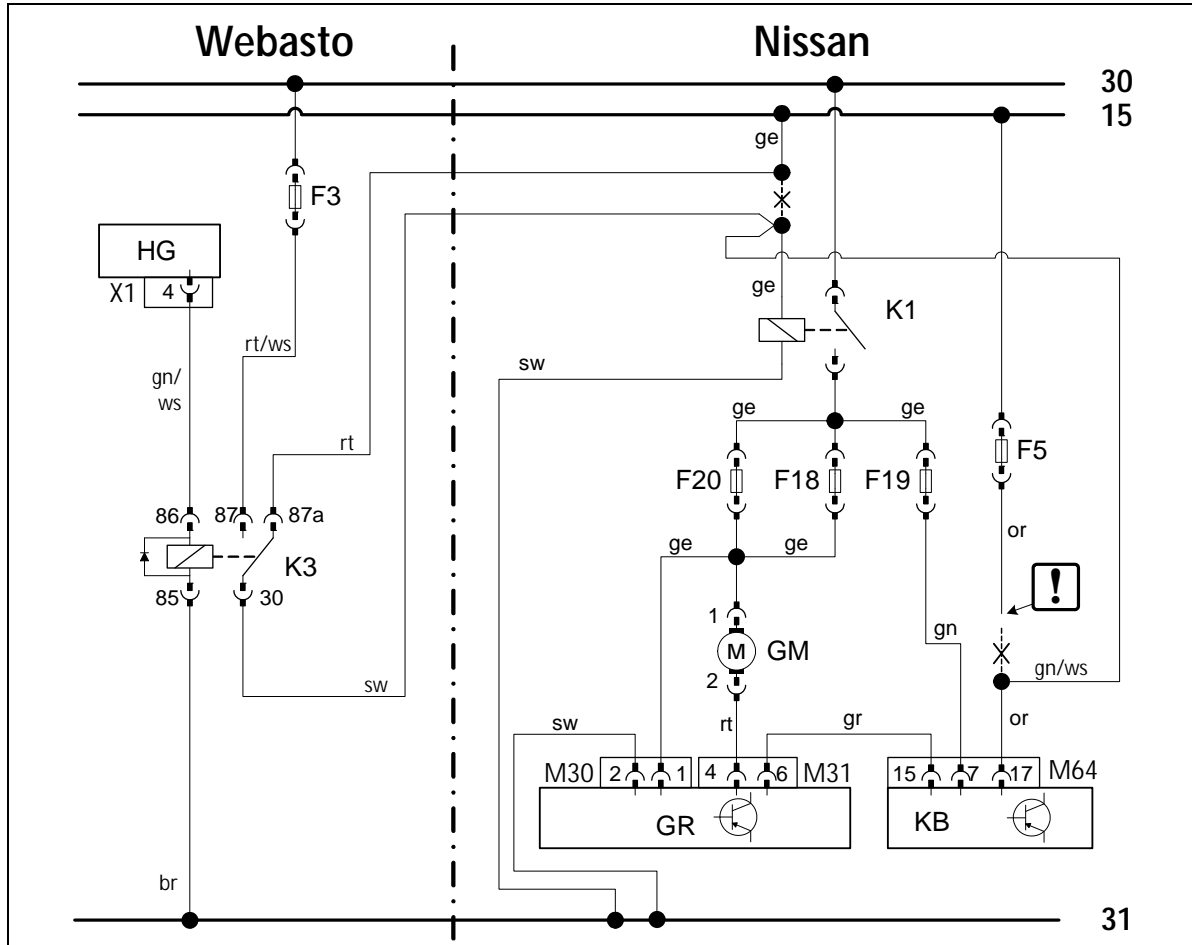 Webasto Nissan
30
15
ge
F3
HG
X1 4
ge K1
rt/ws
sw
gn/
ws
ge ge
rt
F5
F20 F18 F19
86 87 87a
or
ge ge
K3
!
85 30
1
gn
M GM
gn/ws
2
sw
sw rt gr or
M30 2 1 4 6 M31 15 7 17 M64
GR KB
br
31